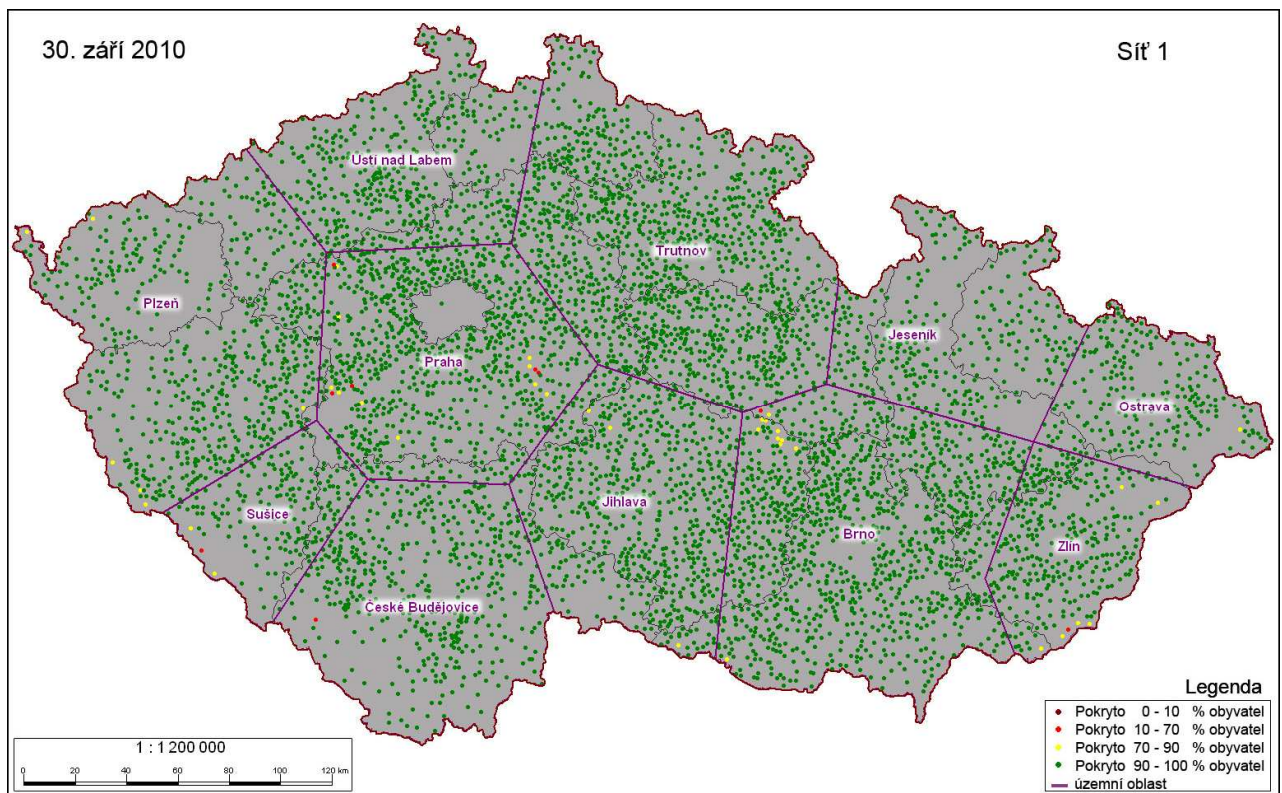 30. září 2010
Síť 1
Ústí nad Labem
Trutnov
Plzeň
Jeseník
Praha
Ostrava
Jihlava
Sušice
Brno
Zlín
České Budějovice
Legenda
Pokryto 0 - 10 % obyvatel
Pokryto 10 - 70 % obyvatel
Pokryto 70 - 90 % obyvatel
Pokryto 90 - 100 % obyvatel
územní oblast
1 : 1 200 000
0 20 40 60 80 100 120 km